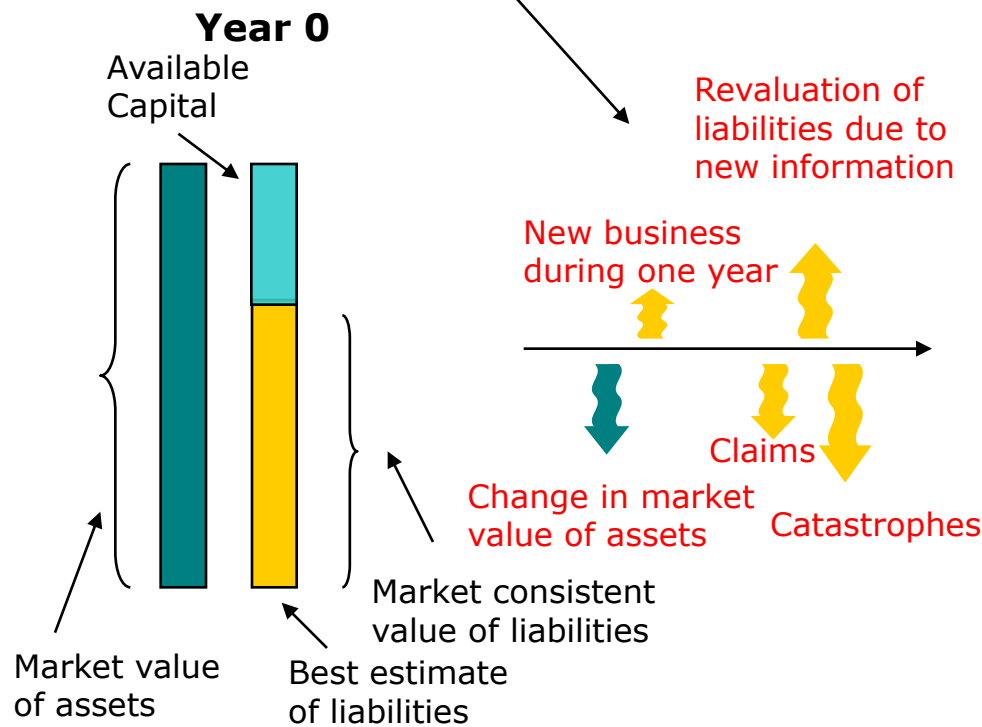 Year 0
Available
Capital
Revaluation of
liabilities due to
new information
New business
during one year
Claims
Change in market
value of assets
Catastrophes
Market consistent
value of liabilities
Market value
of assets
Best estimate
of liabilities